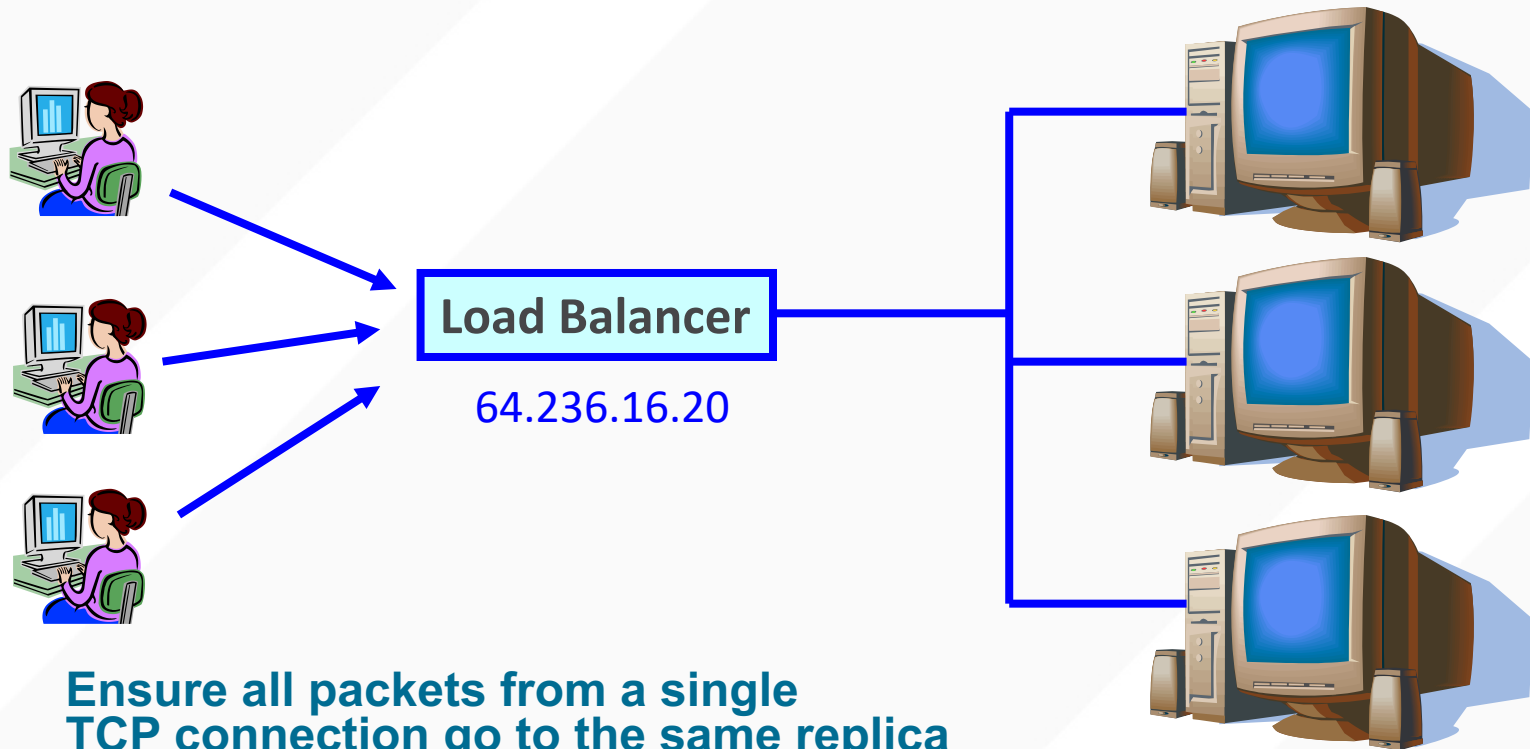 Load Balancer
64.236.16.20
Ensure all packets from a single
TCP connection go to the same replica